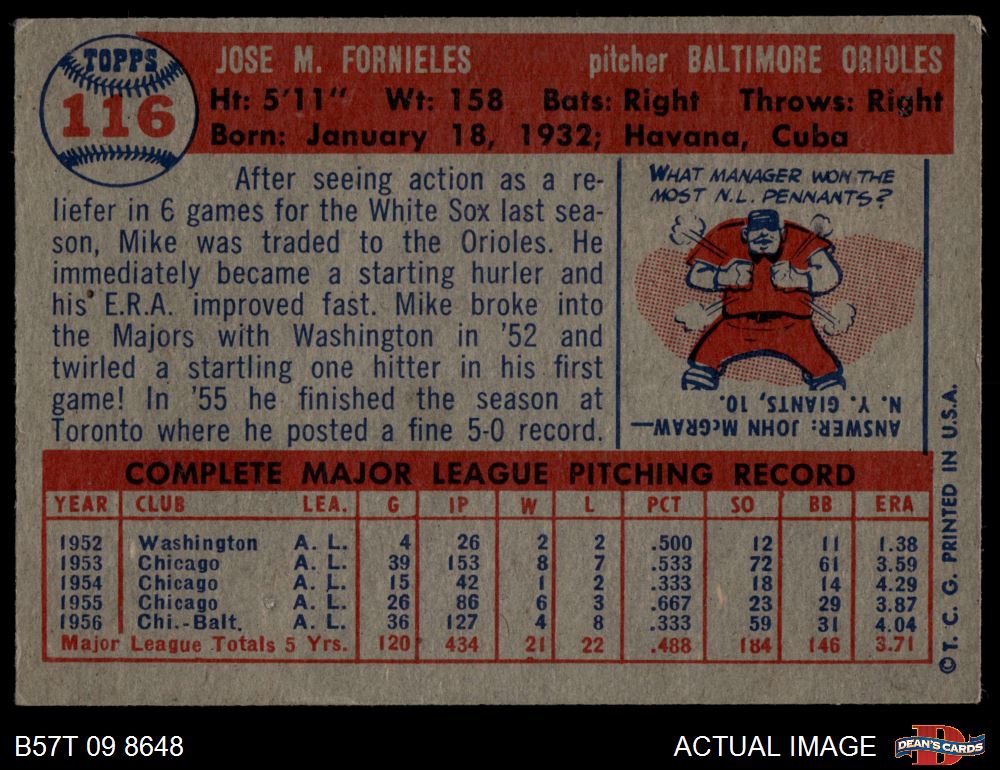 TOPPS
116
JOSE M. FORNIELES pitcher BALTIMORE ORIOLES
Ht: 5'11" Wt: 158 Bats: Right Throws: Right
Born: January 18, 1932; Havana, Cuba
After seeing action as a re-
liefer in 6 games for the White Sox last sea-
son, Mike was traded to the Orioles. He
immediately became a starting hurler and
his E.R.A. improved fast. Mike broke into
the Majors with Washington in '52 and
twirled a startling one hitter in his first
game! In '55 he finished the season at
Toronto where he posted a fine 5-0 record.
WHAT MANAGER WON THE
MOST N.L. PENNANTS?
ANSWER: JOHN McGRAW—
N. Y. GIANTS, 10.
COMPLETE MAJOR LEAGUE PITCHING RECORD
YEAR CLUB LEA. G IP W L PCT SO BB ERA
1952 Washington A. L. 4 26 2 2 .500 12 11 1.38
1953 Chicago A. L. 39 153 8 7 .533 72 61 3.59
1954 Chicago A. L. 15 42 1 2 .333 18 14 4.29
1955 Chicago A. L. 26 86 6 3 .667 23 29 3.87
1956 Chi.-Balt. A. L. 36 127 4 8 .333 59 31 4.04
Major League Totals 5 Yrs. 120 434 21 22 .488 184 146 3.71
©T. C. G. PRINTED IN U.S.A.
B57T 09 8648
ACTUAL IMAGE
D
DEAN'S CARDS